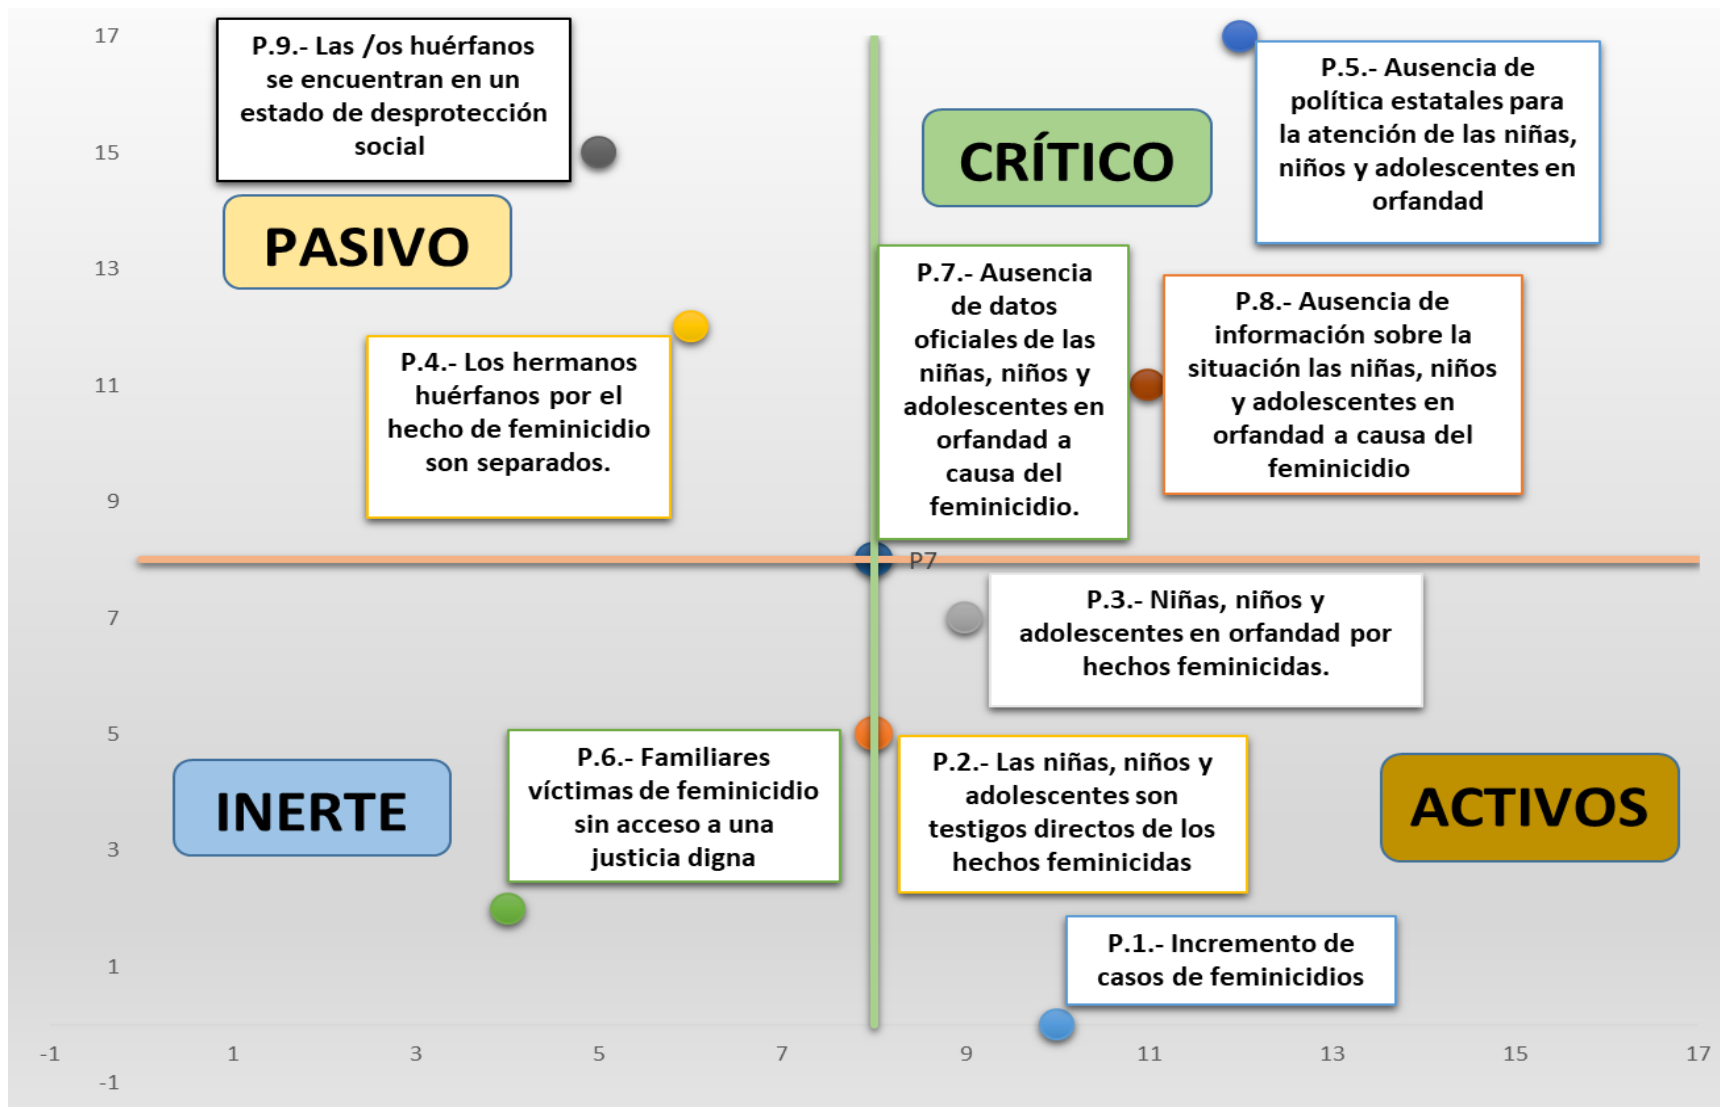 17
15
13
11
9
7
5
3
1
-1
-1
1
3
5
7
9
11
13
15
17
P.9.- Las /os huérfanos
se encuentran en un
estado de desprotección
social
PASIVO
P.4.- Los hermanos
huérfanos por el
hecho de feminicidio
son separados.
CRÍTICO
P.5.- Ausencia de
política estatales para
la atención de las niñas,
niños y adolescentes en
orfandad
P.7.- Ausencia
de datos
oficiales de las
niñas, niños y
adolescentes en
orfandad a
causa del
feminicidio.
P.8.- Ausencia de
información sobre la
situación las niñas, niños
y adolescentes en
orfandad a causa del
feminicidio
P7
P.3.- Niñas, niños y
adolescentes en orfandad por
hechos feminicidas.
INERTE
P.6.- Familiares
víctimas de feminicidio
sin acceso a una
justicia digna
P.2.- Las niñas, niños y
adolescentes son
testigos directos de los
hechos feminicidas
ACTIVOS
P.1.- Incremento de
casos de feminicidios